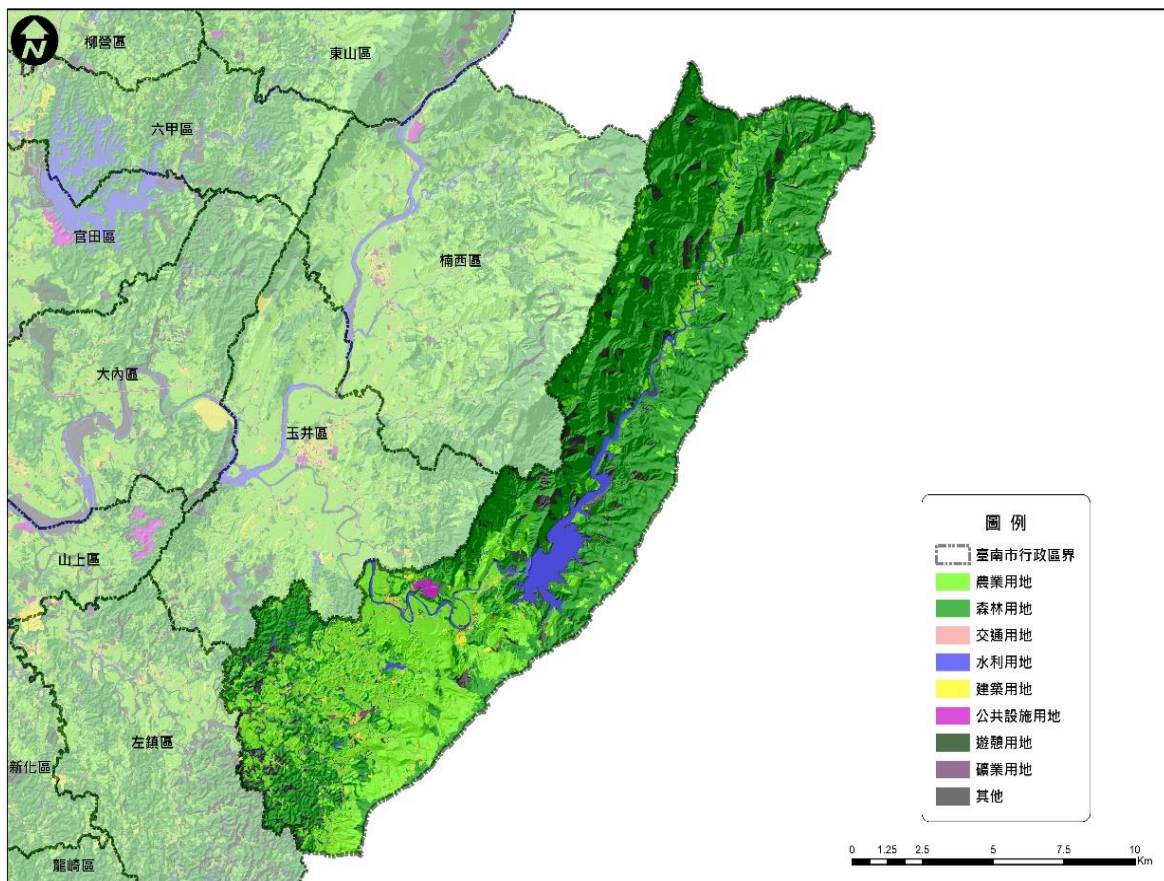 N
柳營區
東山區
六甲區
官田區
楠西區
大內區
玉井區
山上區
左鎮區
新化區
龍崎區
圖例
臺南市行政區界
農業用地
森林用地
交通用地
水利用地
建築用地
公共設施用地
遊憩用地
礦業用地
其他
0 1.25 2.5 5 7.5 10
Km